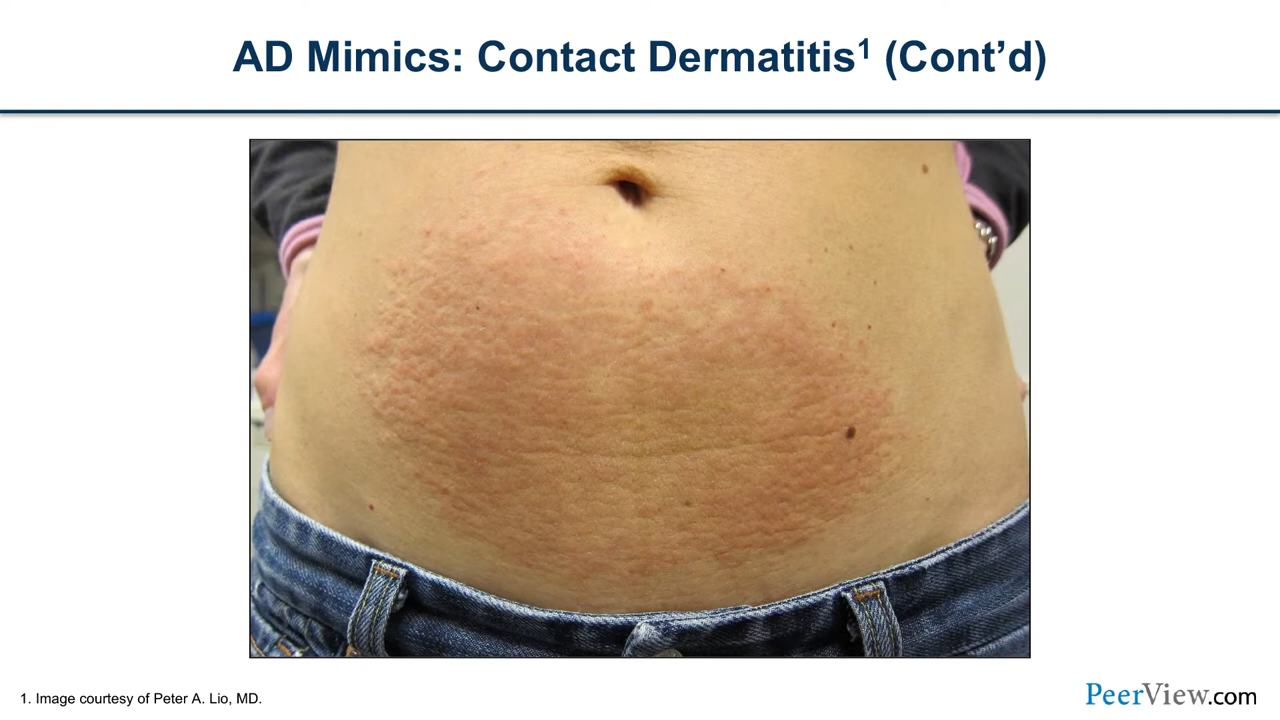 AD Mimics: Contact Dermatitis¹ (Cont’d)
1. Image courtesy of Peter A. Lio, MD.
PeerView.com